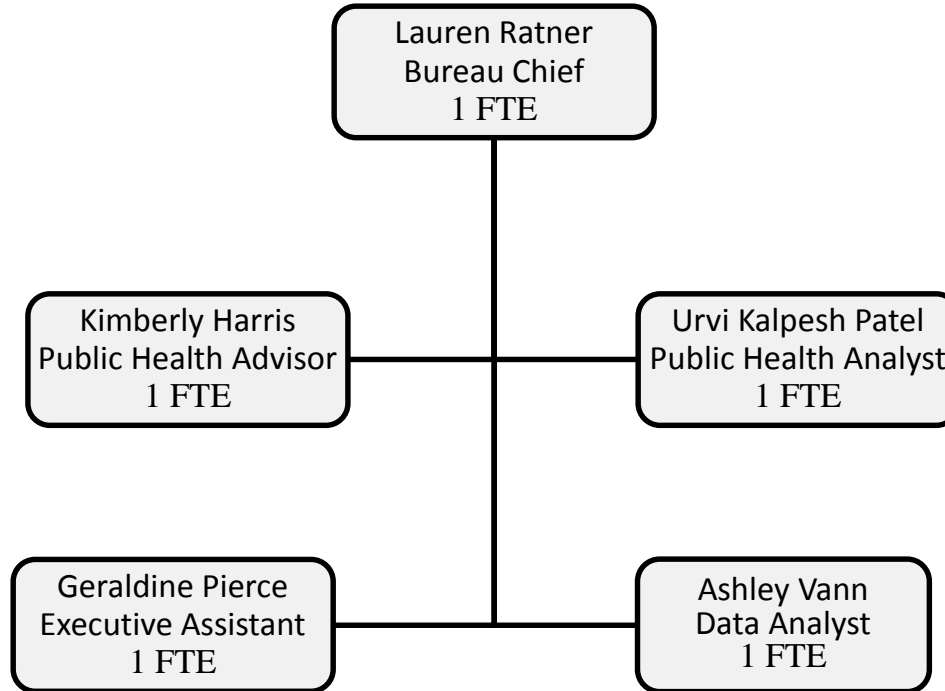 Lauren Ratner
Bureau Chief
1 FTE
Kimberly Harris
Public Health Advisor
1 FTE
Urvi Kalpesh Patel
Public Health Analyst
1 FTE
Geraldine Pierce
Executive Assistant
1 FTE
Ashley Vann
Data Analyst
1 FTE